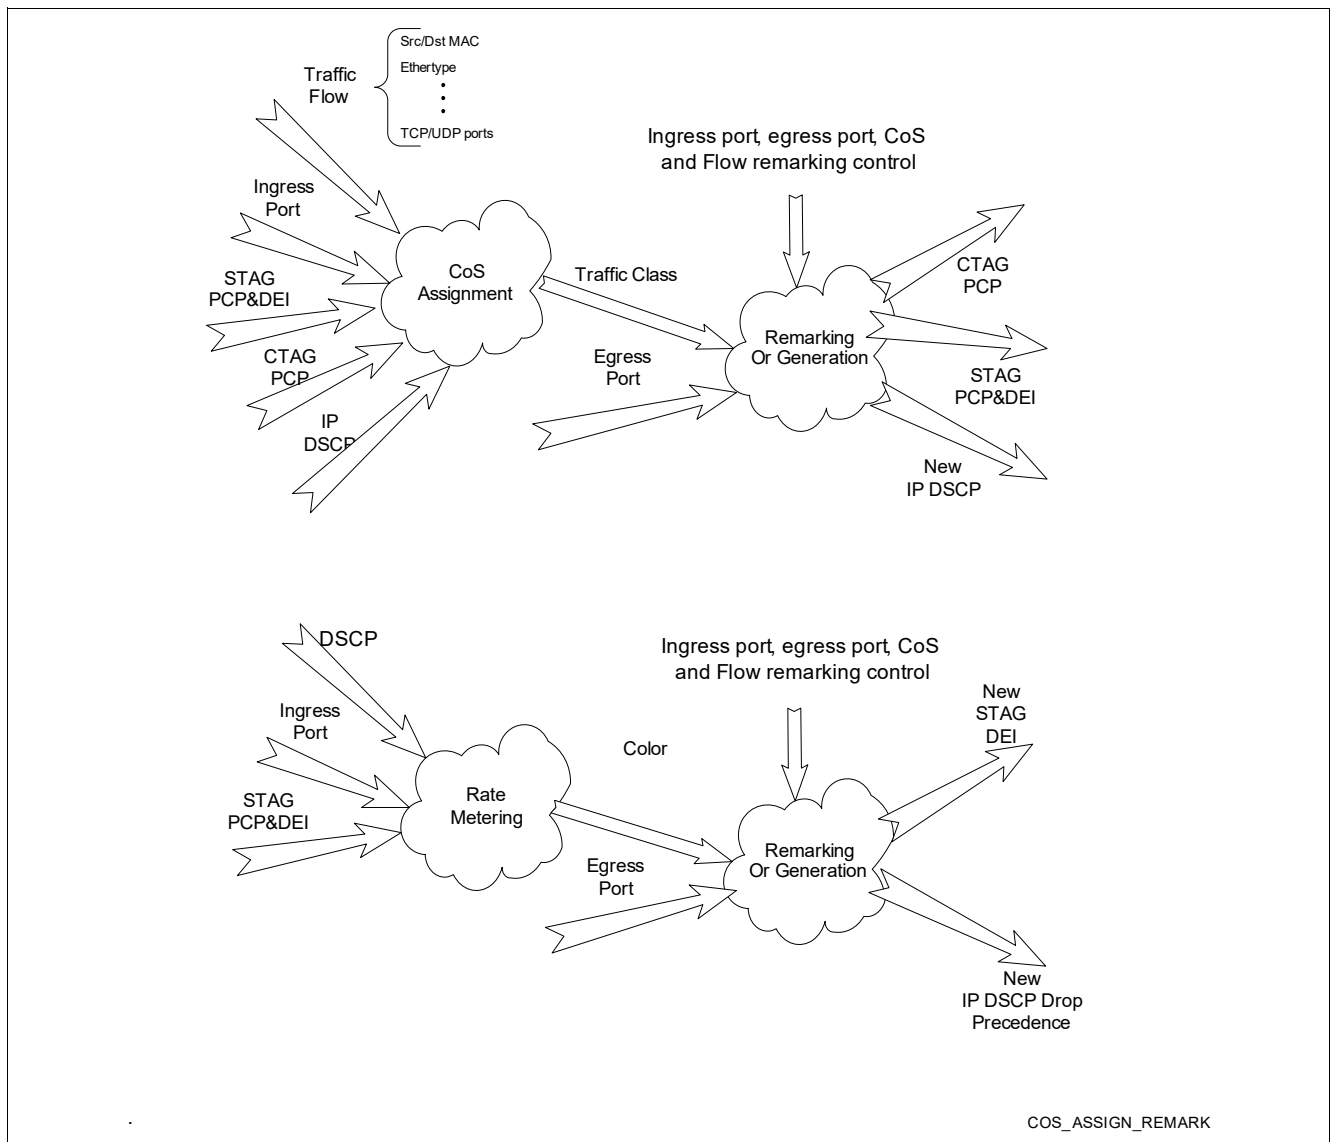 Src/Dst MAC
Ethertype
Traffic
Flow
TCP/UDP ports
Ingress port, egress port, CoS
and Flow remarking control
Ingress
Port
STAG
PCP&DEI
CoS
Assignment
Traffic Class
CTAG
PCP
CTAG
PCP
Remarking
Or Generation
Egress
Port
STAG
PCP&DEI
IP
DSCP
New
IP DSCP
DSCP
Ingress port, egress port, CoS
and Flow remarking control
Ingress
Port
Color
New
STAG
DEI
STAG
PCP&DEI
Rate
Metering
Remarking
Or Generation
Egress
Port
New
IP DSCP Drop
Precedence
.
COS_ASSIGN_REMARK